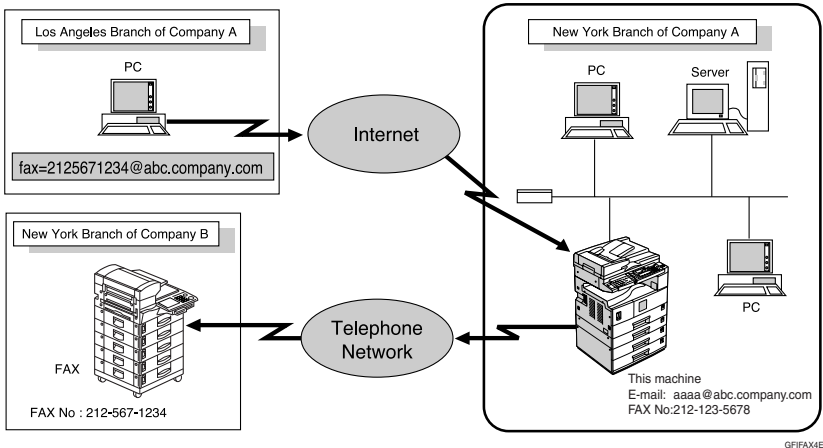 Los Angeles Branch of Company A
PC
fax=2125671234@abc.company.com
Internet
New York Branch of Company A
PC
Server
PC
This machine
E-mail: aaaa@abc.company.com
FAX No:212-123-5678
New York Branch of Company B
FAX
FAX No : 212-567-1234
Telephone
Network
GFIFAX4E